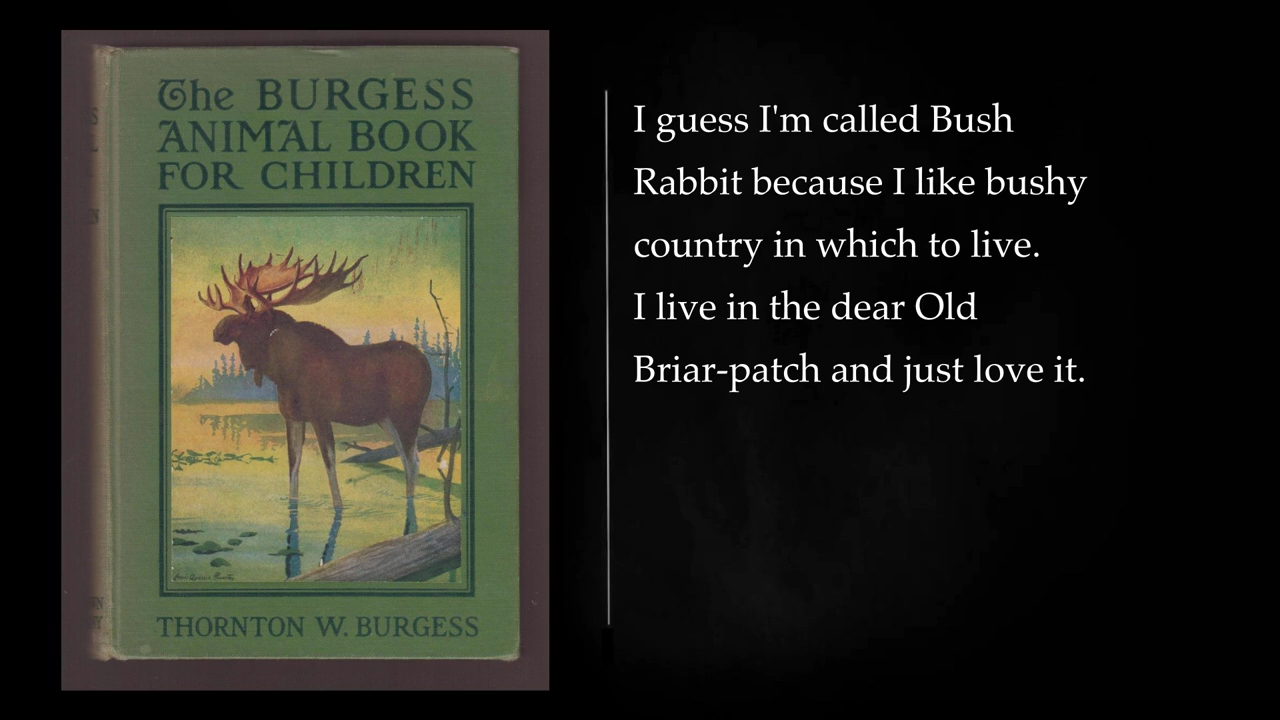 The BURGESS
ANIMAL BOOK
FOR CHILDREN
THORNTON W. BURGESS
I guess I'm called Bush
Rabbit because I like bushy
country in which to live.
I live in the dear Old
Briar-patch and just love it.